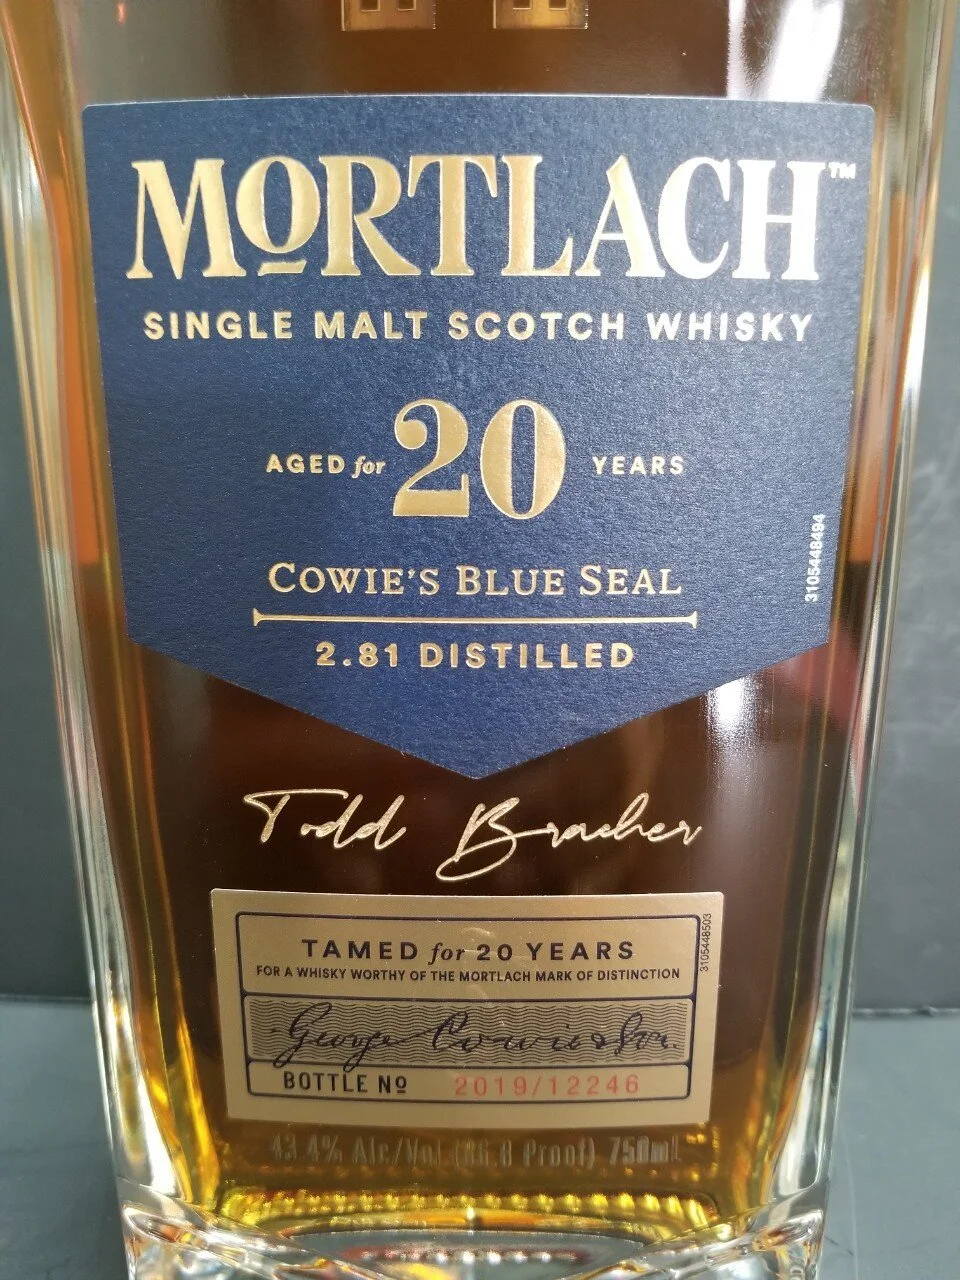 MORTLACH™
SINGLE MALT SCOTCH WHISKY
AGED for 20 YEARS
COWIE'S BLUE SEAL
2.81 DISTILLED
3105448494
Todd Bracher
TAMED for 20 YEARS
FOR A WHISKY WORTHY OF THE MORTLACH MARK OF DISTINCTION
3105448503
George Cowie & Son.
BOTTLE Nº 2019/12246
43.4% Alc/Vol (86.8 Proof) 750mL